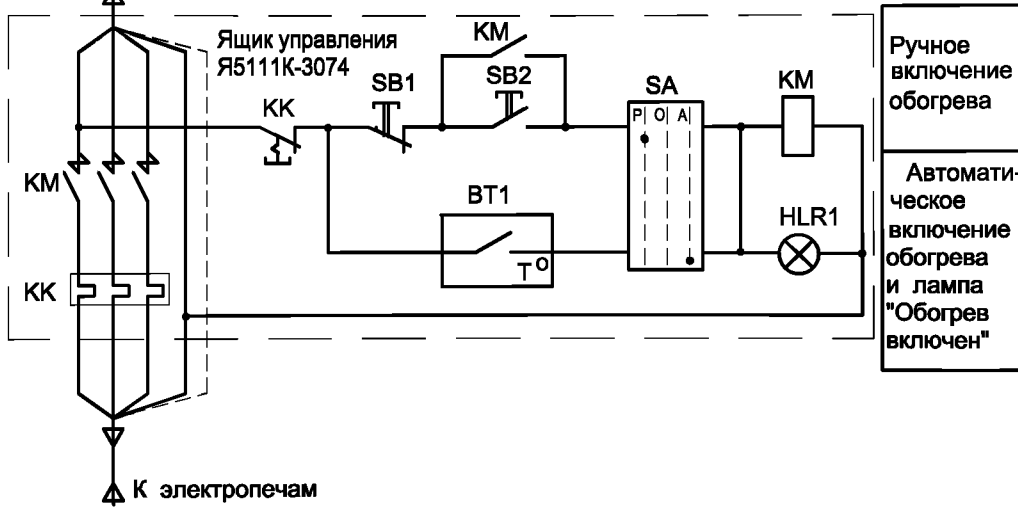 Ящик управления
Я5111К-3074
KM
SB1
SB2
KK
SA
P O A
KM
KM
BT1
T°
HLR1
KK
К электропечам
Ручное
включение
обогрева
Автомати-
ческое
включение
обогрева
и лампа
"Обогрев
включен"